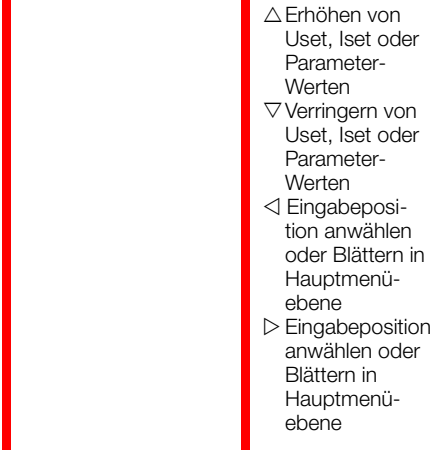 △ Erhöhen von
Uset, Iset oder
Parameter-
Werten
▽ Verringern von
Uset, Iset oder
Parameter-
Werten
◁ Eingabeposi-
tion anwählen
oder Blättern in
Hauptmenü-
ebene
▷ Eingabeposition
anwählen oder
Blättern in
Hauptmenü-
ebene